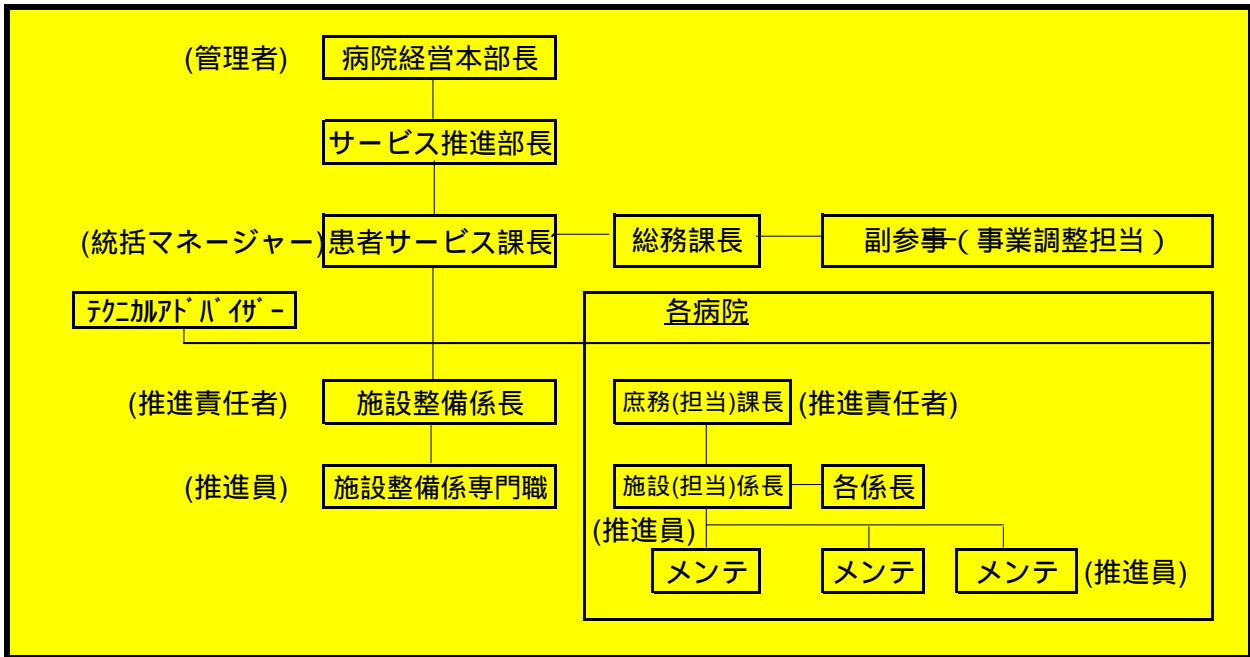 (管理者) 病院経営本部長
サービス推進部長
(統括マネージャー) 患者サービス課長 総務課長 副参事（事業調整担当）
ﾃｸﾆｶﾙｱﾄﾞﾊﾞｲｻﾞｰ 各病院
(推進責任者) 施設整備係長 庶務(担当)課長 (推進責任者)
(推進員) 施設整備係専門職 施設(担当)係長 各係長
(推進員)
メンテ メンテ メンテ (推進員)